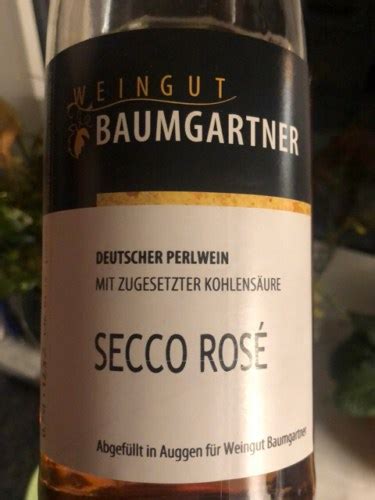 WEINGUT
BAUMGARTNER
DEUTSCHER PERLWEIN
MIT ZUGESETZTER KOHLENSÄURE
SECCO ROSÉ
Abgefüllt in Auggen für Weingut Baumgartner